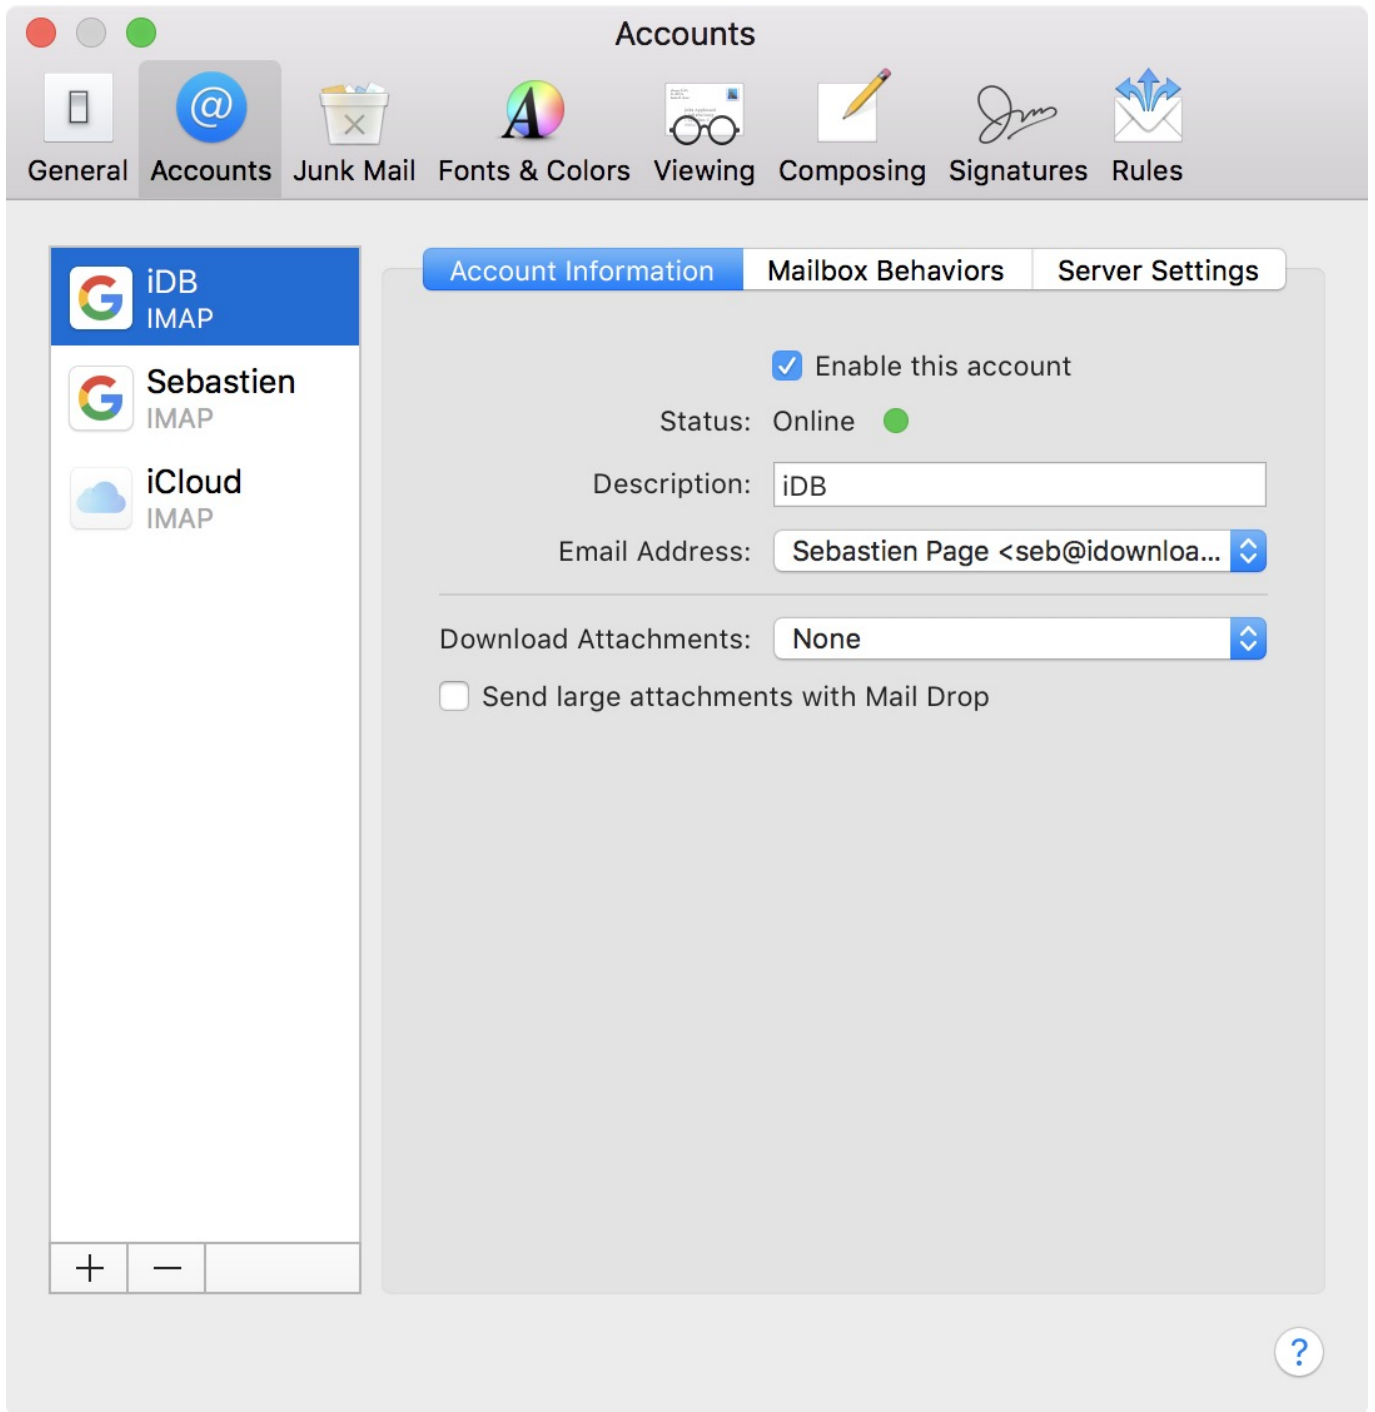 Accounts
General Accounts Junk Mail Fonts & Colors Viewing Composing Signatures Rules
iDB
IMAP
Sebastien
IMAP
iCloud
IMAP
Account Information Mailbox Behaviors Server Settings
Enable this account
Status: Online
Description: iDB
Email Address: Sebastien Page <seb@idownloa...
Download Attachments: None
Send large attachments with Mail Drop
?